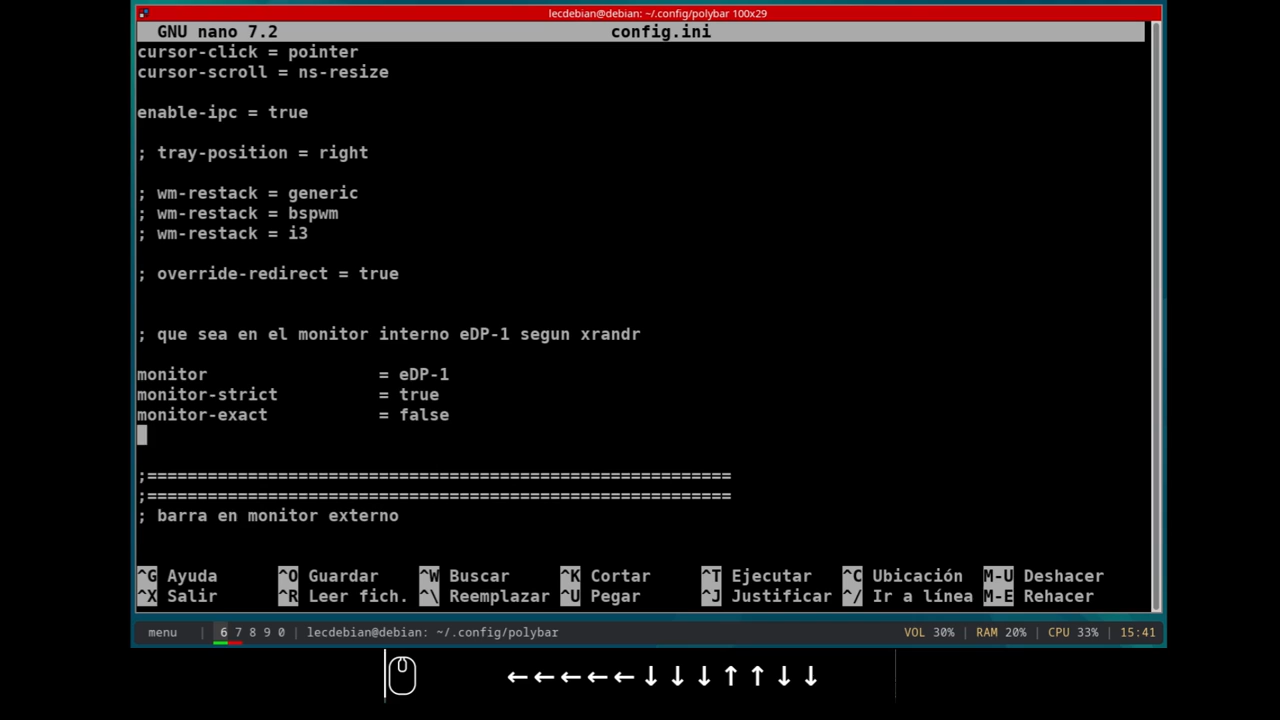 lecdebian@debian: ~/.config/polybar 100x29
GNU nano 7.2 config.ini
cursor-click = pointer
cursor-scroll = ns-resize
enable-ipc = true
; tray-position = right
; wm-restack = generic
; wm-restack = bspwm
; wm-restack = i3
; override-redirect = true
; que sea en el monitor interno eDP-1 segun xrandr
monitor = eDP-1
monitor-strict = true
monitor-exact = false
;==========================================================
;==========================================================
; barra en monitor externo
^G Ayuda ^O Guardar ^W Buscar ^K Cortar ^T Ejecutar ^C Ubicación M-U Deshacer
^X Salir ^R Leer fich. ^\ Reemplazar ^U Pegar ^J Justificar ^/ Ir a línea M-E Rehacer
menu | 6 7 8 9 0 | lecdebian@debian: ~/.config/polybar VOL 30% | RAM 20% | CPU 33% | 15:41
←←←←←↓↓↓↑↑↓↓